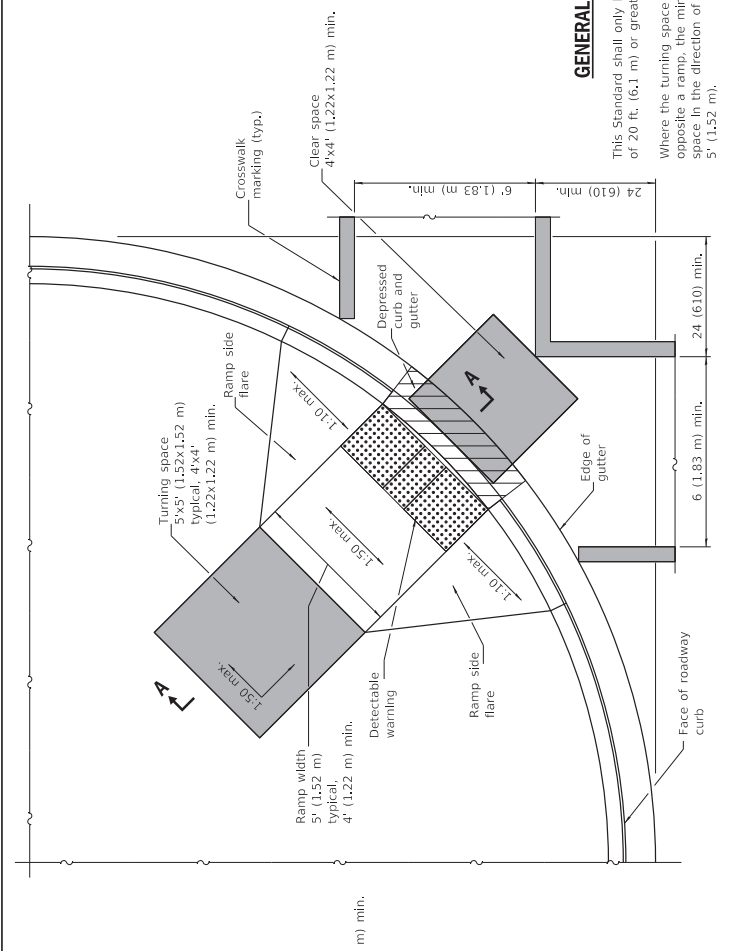 Crosswalk
marking (typ.)
Clear space
4'x4' (1.22x1.22 m) min.
Turning space
5'x5' (1.52x1.52 m)
typical, 4'x4'
(1.22x1.22 m) min.
Ramp side
flare
1:10 max.
Depressed
curb and
gutter
6' (1.83 m) min.
24 (610) min.
A
A
1:50 max.
1:50 max.
1:10 max.
Ramp width
5' (1.52 m)
typical,
4' (1.22 m) min.
Detectable
warning
Ramp side
flare
Edge of
gutter
24 (610) min.
6 (1.83 m) min.
Face of roadway
curb
m) min.
GENERAL
This Standard shall only
of 20 ft. (6.1 m) or great
Where the turning space
opposite a ramp, the min
space in the direction of
5' (1.52 m).